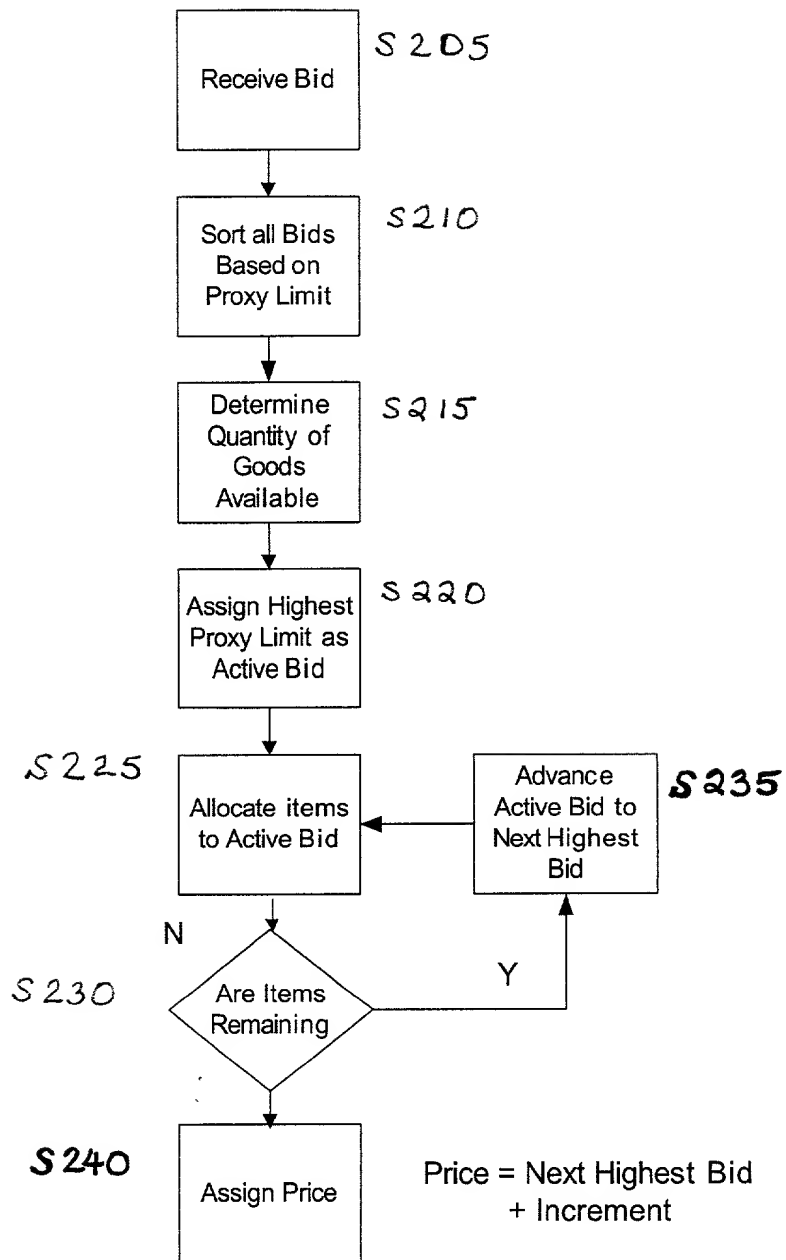 Receive Bid
S205
Sort all Bids
Based on
Proxy Limit
S210
Determine
Quantity of
Goods
Available
S215
Assign Highest
Proxy Limit as
Active Bid
S220
S225
Allocate items
to Active Bid
Advance
Active Bid to
Next Highest
Bid
S235
N
S230
Are Items
Remaining
Y
S240
Assign Price
Price = Next Highest Bid
+ Increment